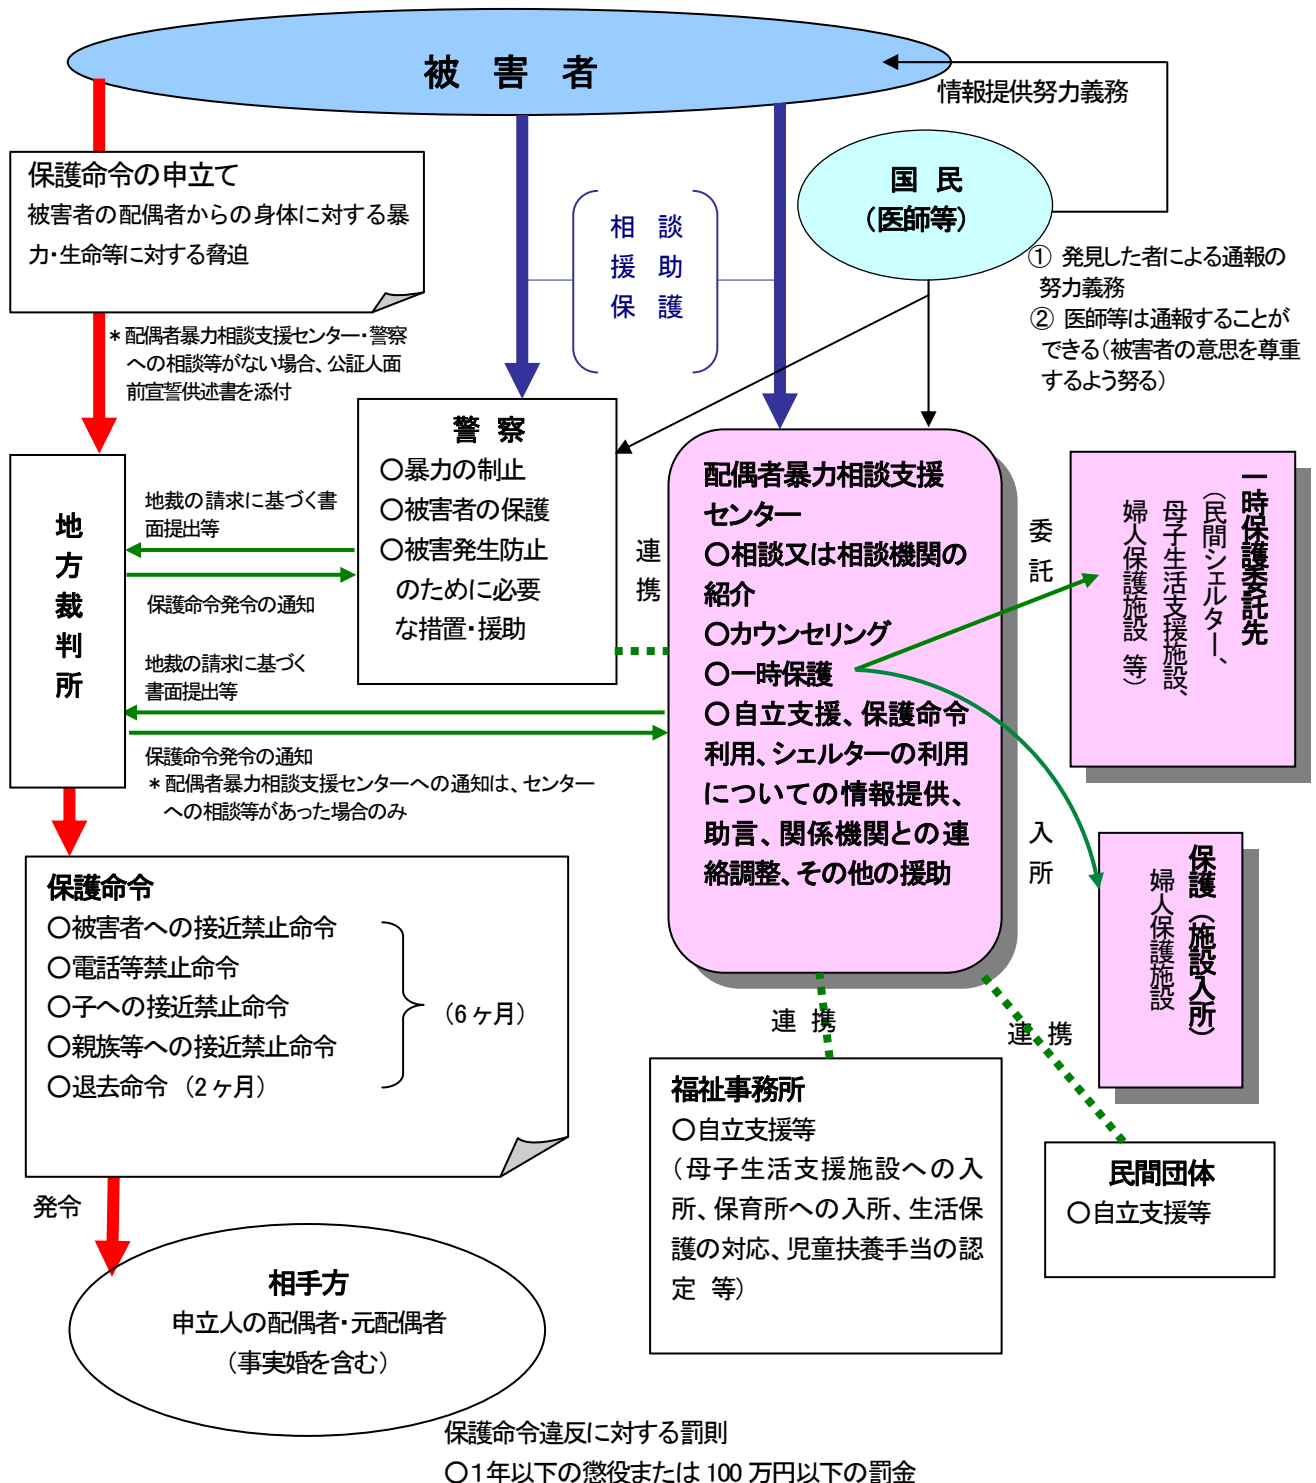 被 害 者
情報提供努力義務
保護命令の申立て
被害者の配偶者からの身体に対する暴
力・生命等に対する脅迫
国 民
(医師等)
相 談
援 助
保 護
① 発見した者による通報の
努力義務
② 医師等は通報することが
できる(被害者の意思を尊重
するよう努る)
＊配偶者暴力相談支援センター・警察
への相談等がない場合、公証人面
前宣誓供述書を添付
警 察
○暴力の制止
○被害者の保護
○被害発生防止
のために必要
な措置・援助
地方裁判所
地裁の請求に基づく書
面提出等
保護命令発令の通知
地裁の請求に基づく
書面提出等
保護命令発令の通知
＊配偶者暴力相談支援センターへの通知は、センター
への相談等があった場合のみ
連携
配偶者暴力相談支援
センター
○相談又は相談機関の
紹介
○カウンセリング
○一時保護
○自立支援、保護命令
利用、シェルターの利用
についての情報提供、
助言、関係機関との連
絡調整、その他の援助
委託
一時保護業委託先
(民間シェルター、
母子生活支援施設、
婦人保護施設 等)
入所
保護(施設入所)
婦人保護施設
保護命令
○被害者への接近禁止命令
○電話等禁止命令
○子への接近禁止命令
○親族等への接近禁止命令
○退去命令 (2ヶ月)
(6ヶ月)
連 携
連 携
福祉事務所
○自立支援等
(母子生活支援施設への入
所、保育所への入所、生活保
護の対応、児童扶養手当の認
定 等)
民間団体
○自立支援等
発令
相手方
申立人の配偶者・元配偶者
(事実婚を含む)
保護命令違反に対する罰則
○1年以下の懲役または 100 万円以下の罰金